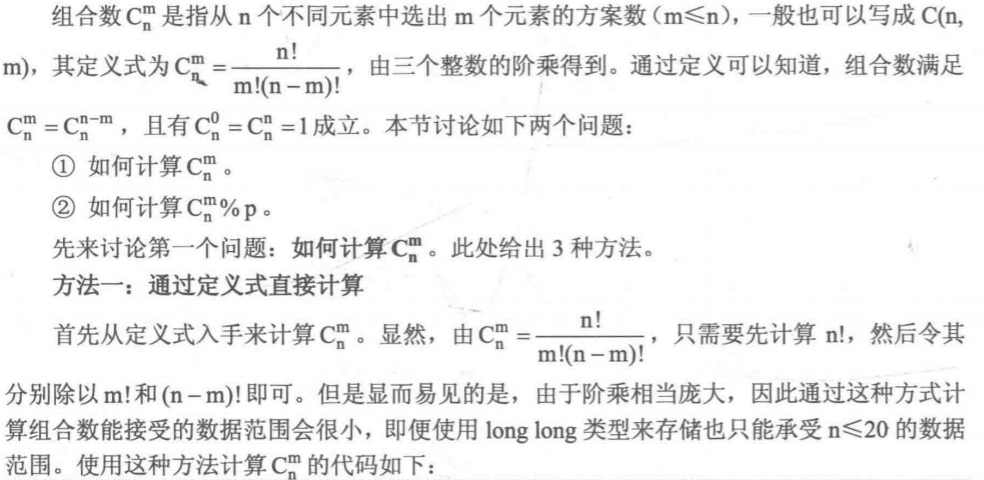 组合数 C_n^m 是指从 n 个不同元素中选出 m 个元素的方案数（m≤n），一般也可以写成 C(n,
m)，其定义式为 C_n^m = n!/(m!(n−m)!)，由三个整数的阶乘得到。通过定义可以知道，组合数满足
C_n^m = C_n^{n−m}，且有 C_n^0 = C_n^n = 1 成立。本节讨论如下两个问题：
① 如何计算 C_n^m。
② 如何计算 C_n^m % p。
先来讨论第一个问题：如何计算 C_n^m。此处给出 3 种方法。
方法一：通过定义式直接计算
首先从定义式入手来计算 C_n^m。显然，由 C_n^m = n!/(m!(n−m)!)，只需要先计算 n!，然后令其
分别除以 m! 和 (n−m)! 即可。但是显而易见的是，由于阶乘相当庞大，因此通过这种方式计
算组合数能接受的数据范围会很小，即便使用 long long 类型来存储也只能承受 n≤20 的数据
范围。使用这种方法计算 C_n^m 的代码如下：